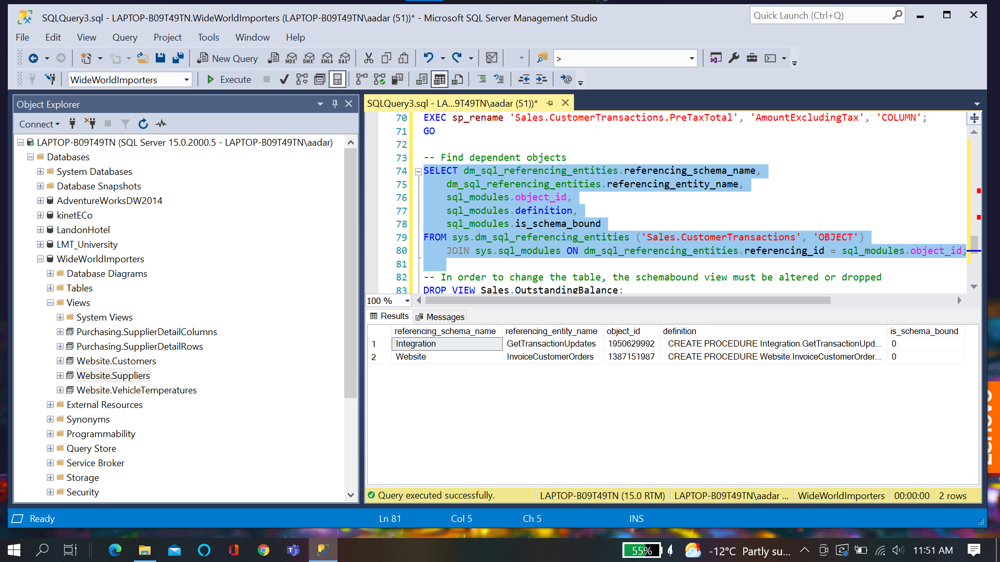 SQLQuery3.sql - LAPTOP-B09T49TN.WideWorldImporters (LAPTOP-B09T49TN\aadar (51))* - Microsoft SQL Server Management Studio
Quick Launch (Ctrl+Q)
File Edit View Query Project Tools Window Help
New Query MDX DMX XMLA DAX >
WideWorldImporters Execute
Object Explorer
Connect
LAPTOP-B09T49TN (SQL Server 15.0.2000.5 - LAPTOP-B09T49TN\aadar)
Databases
System Databases
Database Snapshots
AdventureWorksDW2014
kinetECo
LandonHotel
LMT_University
WideWorldImporters
Database Diagrams
Tables
Views
System Views
Purchasing.SupplierDetailColumns
Purchasing.SupplierDetailRows
Website.Customers
Website.Suppliers
Website.VehicleTemperatures
External Resources
Synonyms
Programmability
Query Store
Service Broker
Storage
Security
SQLQuery3.sql - LA...9T49TN\aadar (51))*
70 EXEC sp_rename 'Sales.CustomerTransactions.PreTaxTotal', 'AmountExcludingTax', 'COLUMN';
71 GO
72
73 -- Find dependent objects
74 SELECT dm_sql_referencing_entities.referencing_schema_name,
75 dm_sql_referencing_entities.referencing_entity_name,
76 sql_modules.object_id,
77 sql_modules.definition,
78 sql_modules.is_schema_bound
79 FROM sys.dm_sql_referencing_entities ('Sales.CustomerTransactions', 'OBJECT')
80 JOIN sys.sql_modules ON dm_sql_referencing_entities.referencing_id = sql_modules.object_id;
81
82 -- In order to change the table, the schemabound view must be altered or dropped
83 DROP VIEW Sales.OutstandingBalance;
100 %
Results Messages
referencing_schema_name referencing_entity_name object_id definition is_schema_bound
1 Integration GetTransactionUpdates 1950629992 CREATE PROCEDURE Integration.GetTransactionUpd... 0
2 Website InvoiceCustomerOrders 1387151987 CREATE PROCEDURE Website.InvoiceCustomerOrder... 0
Query executed successfully. LAPTOP-B09T49TN (15.0 RTM) LAPTOP-B09T49TN\aadar ... WideWorldImporters 00:00:00 2 rows
Ready Ln 81 Col 5 Ch 5 INS
Lenovo
55% -12°C Partly su... 11:51 AM